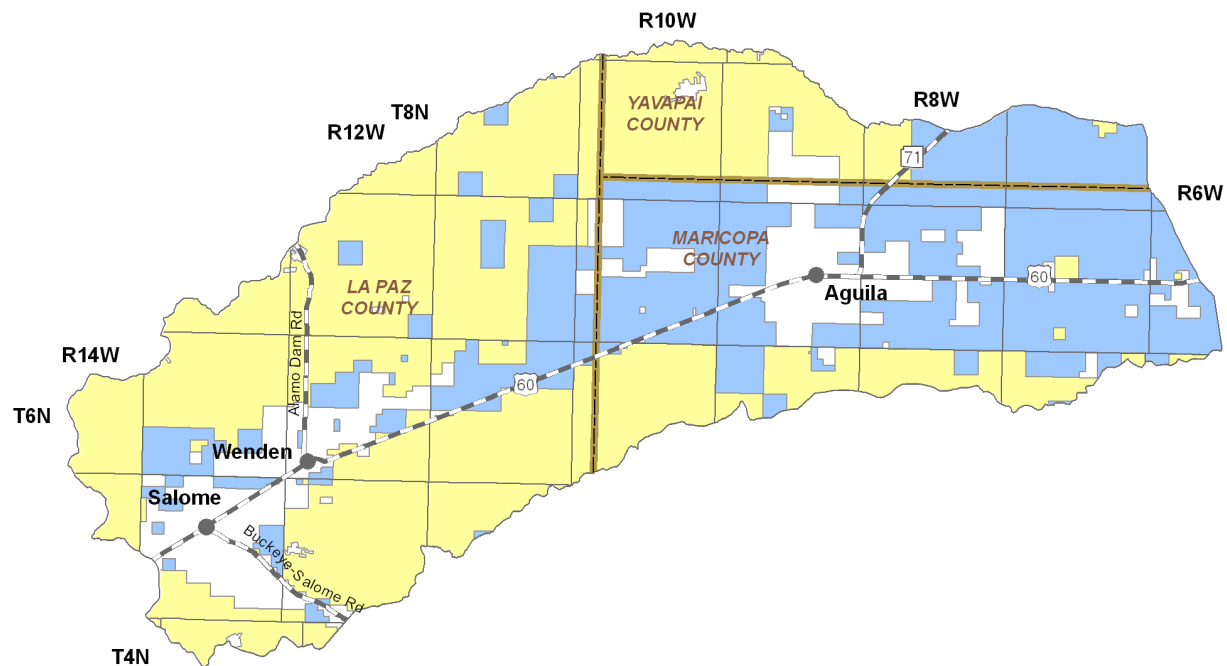 R10W
R8W
T8N
YAVAPAI
COUNTY
R12W
71
R6W
MARICOPA
COUNTY
LA PAZ
COUNTY
60
Aguila
Alamo Dam Rd
R14W
60
T6N
Wenden
Salome
Buckeye-Salome Rd
T4N